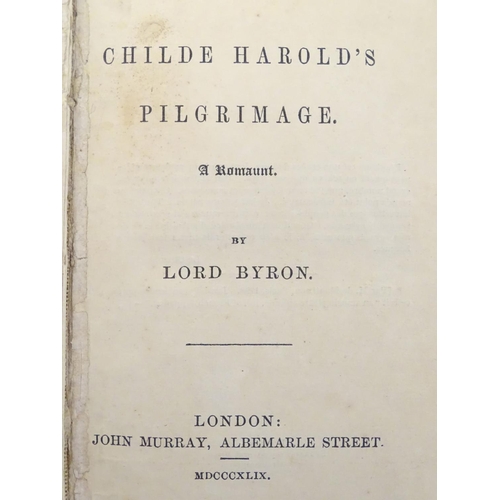 CHILDE HAROLD'S
PILGRIMAGE.
A Romaunt.
BY
LORD BYRON.
LONDON:
JOHN MURRAY, ALBEMARLE STREET.
MDCCCXLIX.